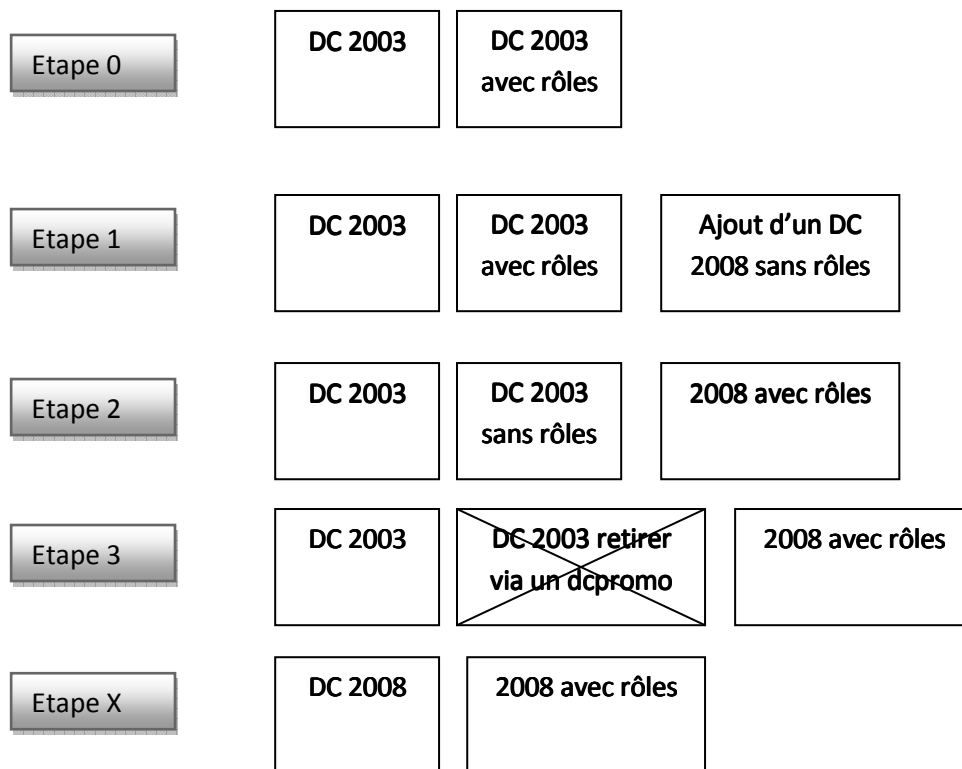 Etape 0
DC 2003
DC 2003
avec rôles
Etape 1
DC 2003
DC 2003
avec rôles
Ajout d’un DC
2008 sans rôles
Etape 2
DC 2003
DC 2003
sans rôles
2008 avec rôles
Etape 3
DC 2003
DC 2003 retirer
via un dcpromo
2008 avec rôles
Etape X
DC 2008
2008 avec rôles